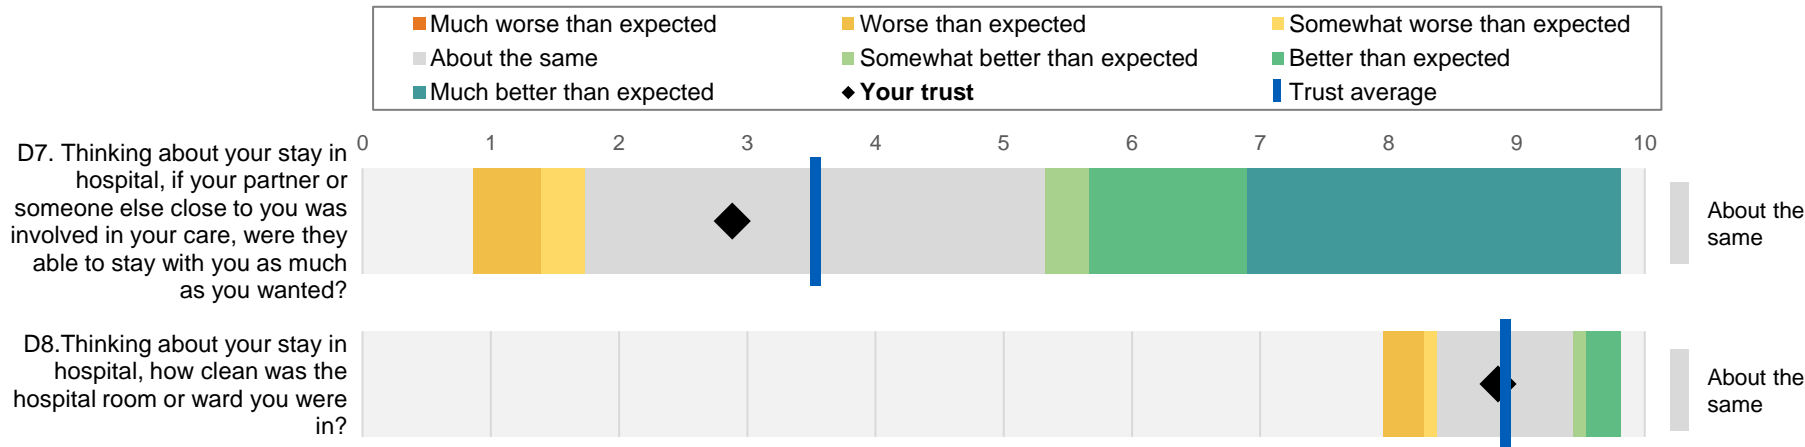 Much worse than expected
Worse than expected
Somewhat worse than expected
About the same
Somewhat better than expected
Better than expected
Much better than expected
Your trust
Trust average
0 1 2 3 4 5 6 7 8 9 10
D7. Thinking about your stay in
hospital, if your partner or
someone else close to you was
involved in your care, were they
able to stay with you as much
as you wanted?
About the
same
D8.Thinking about your stay in
hospital, how clean was the
hospital room or ward you were
in?
About the
same